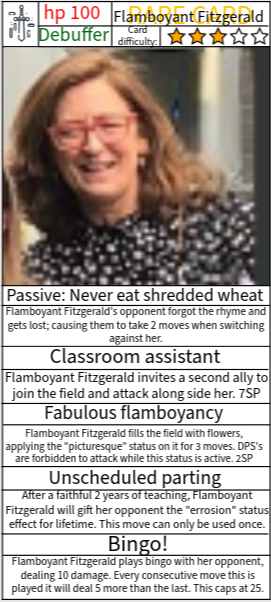 hp 100
RARE CARD
Flamboyant Fitzgerald
Debuffer
Card
difficulty:
Passive: Never eat shredded wheat
Flamboyant Fitzgerald's opponent forgot the rhyme and
gets lost; causing them to take 2 moves when switching
against her.
Classroom assistant
Flamboyant Fitzgerald invites a second ally to
join the field and attack along side her. 7SP
Fabulous flamboyancy
Flamboyant Fitzgerald fills the field with flowers,
applying the "picturesque" status on it for 3 moves. DPS's
are forbidden to attack while this status is active. 2SP
Unscheduled parting
After a faithful 2 years of teaching, Flamboyant
Fitzgerald will gift her opponent the "errosion" status
effect for lifetime. This move can only be used once.
Bingo!
Flamboyant Fitzgerald plays bingo with her opponent,
dealing 10 damage. Every consecutive move this is
played it will deal 5 more than the last. This caps at 25.